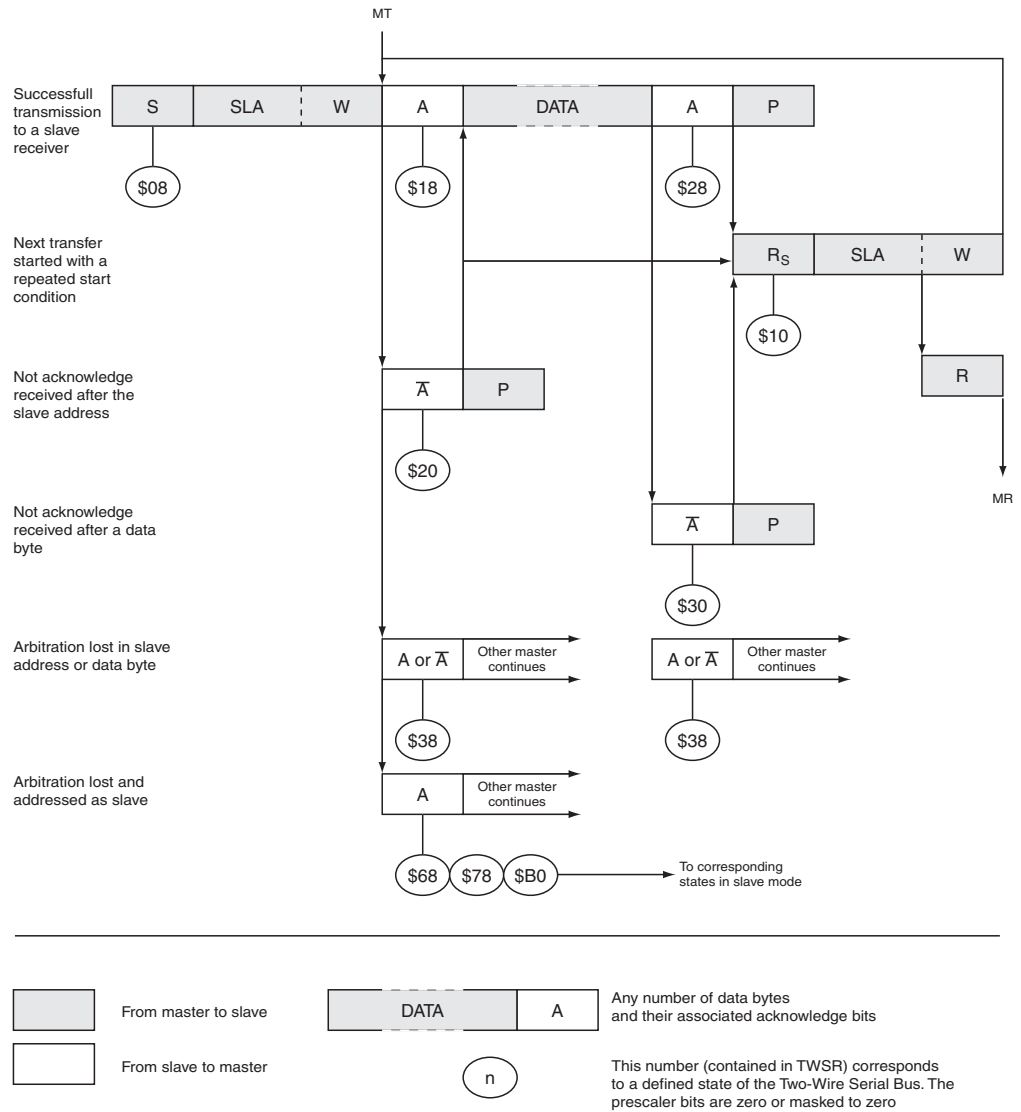 MT
Successfull
transmission
to a slave
receiver
S SLA W A DATA A P
$08 $18 $28
Next transfer
started with a
repeated start
condition
RS SLA W
$10
Not acknowledge
received after the
slave address
A̅ P
R
$20
MR
Not acknowledge
received after a data
byte
A̅ P
$30
Arbitration lost in slave
address or data byte
A or A̅
Other master
continues
A or A̅
Other master
continues
$38 $38
Arbitration lost and
addressed as slave
A
Other master
continues
$68 $78 $B0
To corresponding
states in slave mode
From master to slave
DATA A
Any number of data bytes
and their associated acknowledge bits
From slave to master
n
This number (contained in TWSR) corresponds
to a defined state of the Two-Wire Serial Bus. The
prescaler bits are zero or masked to zero